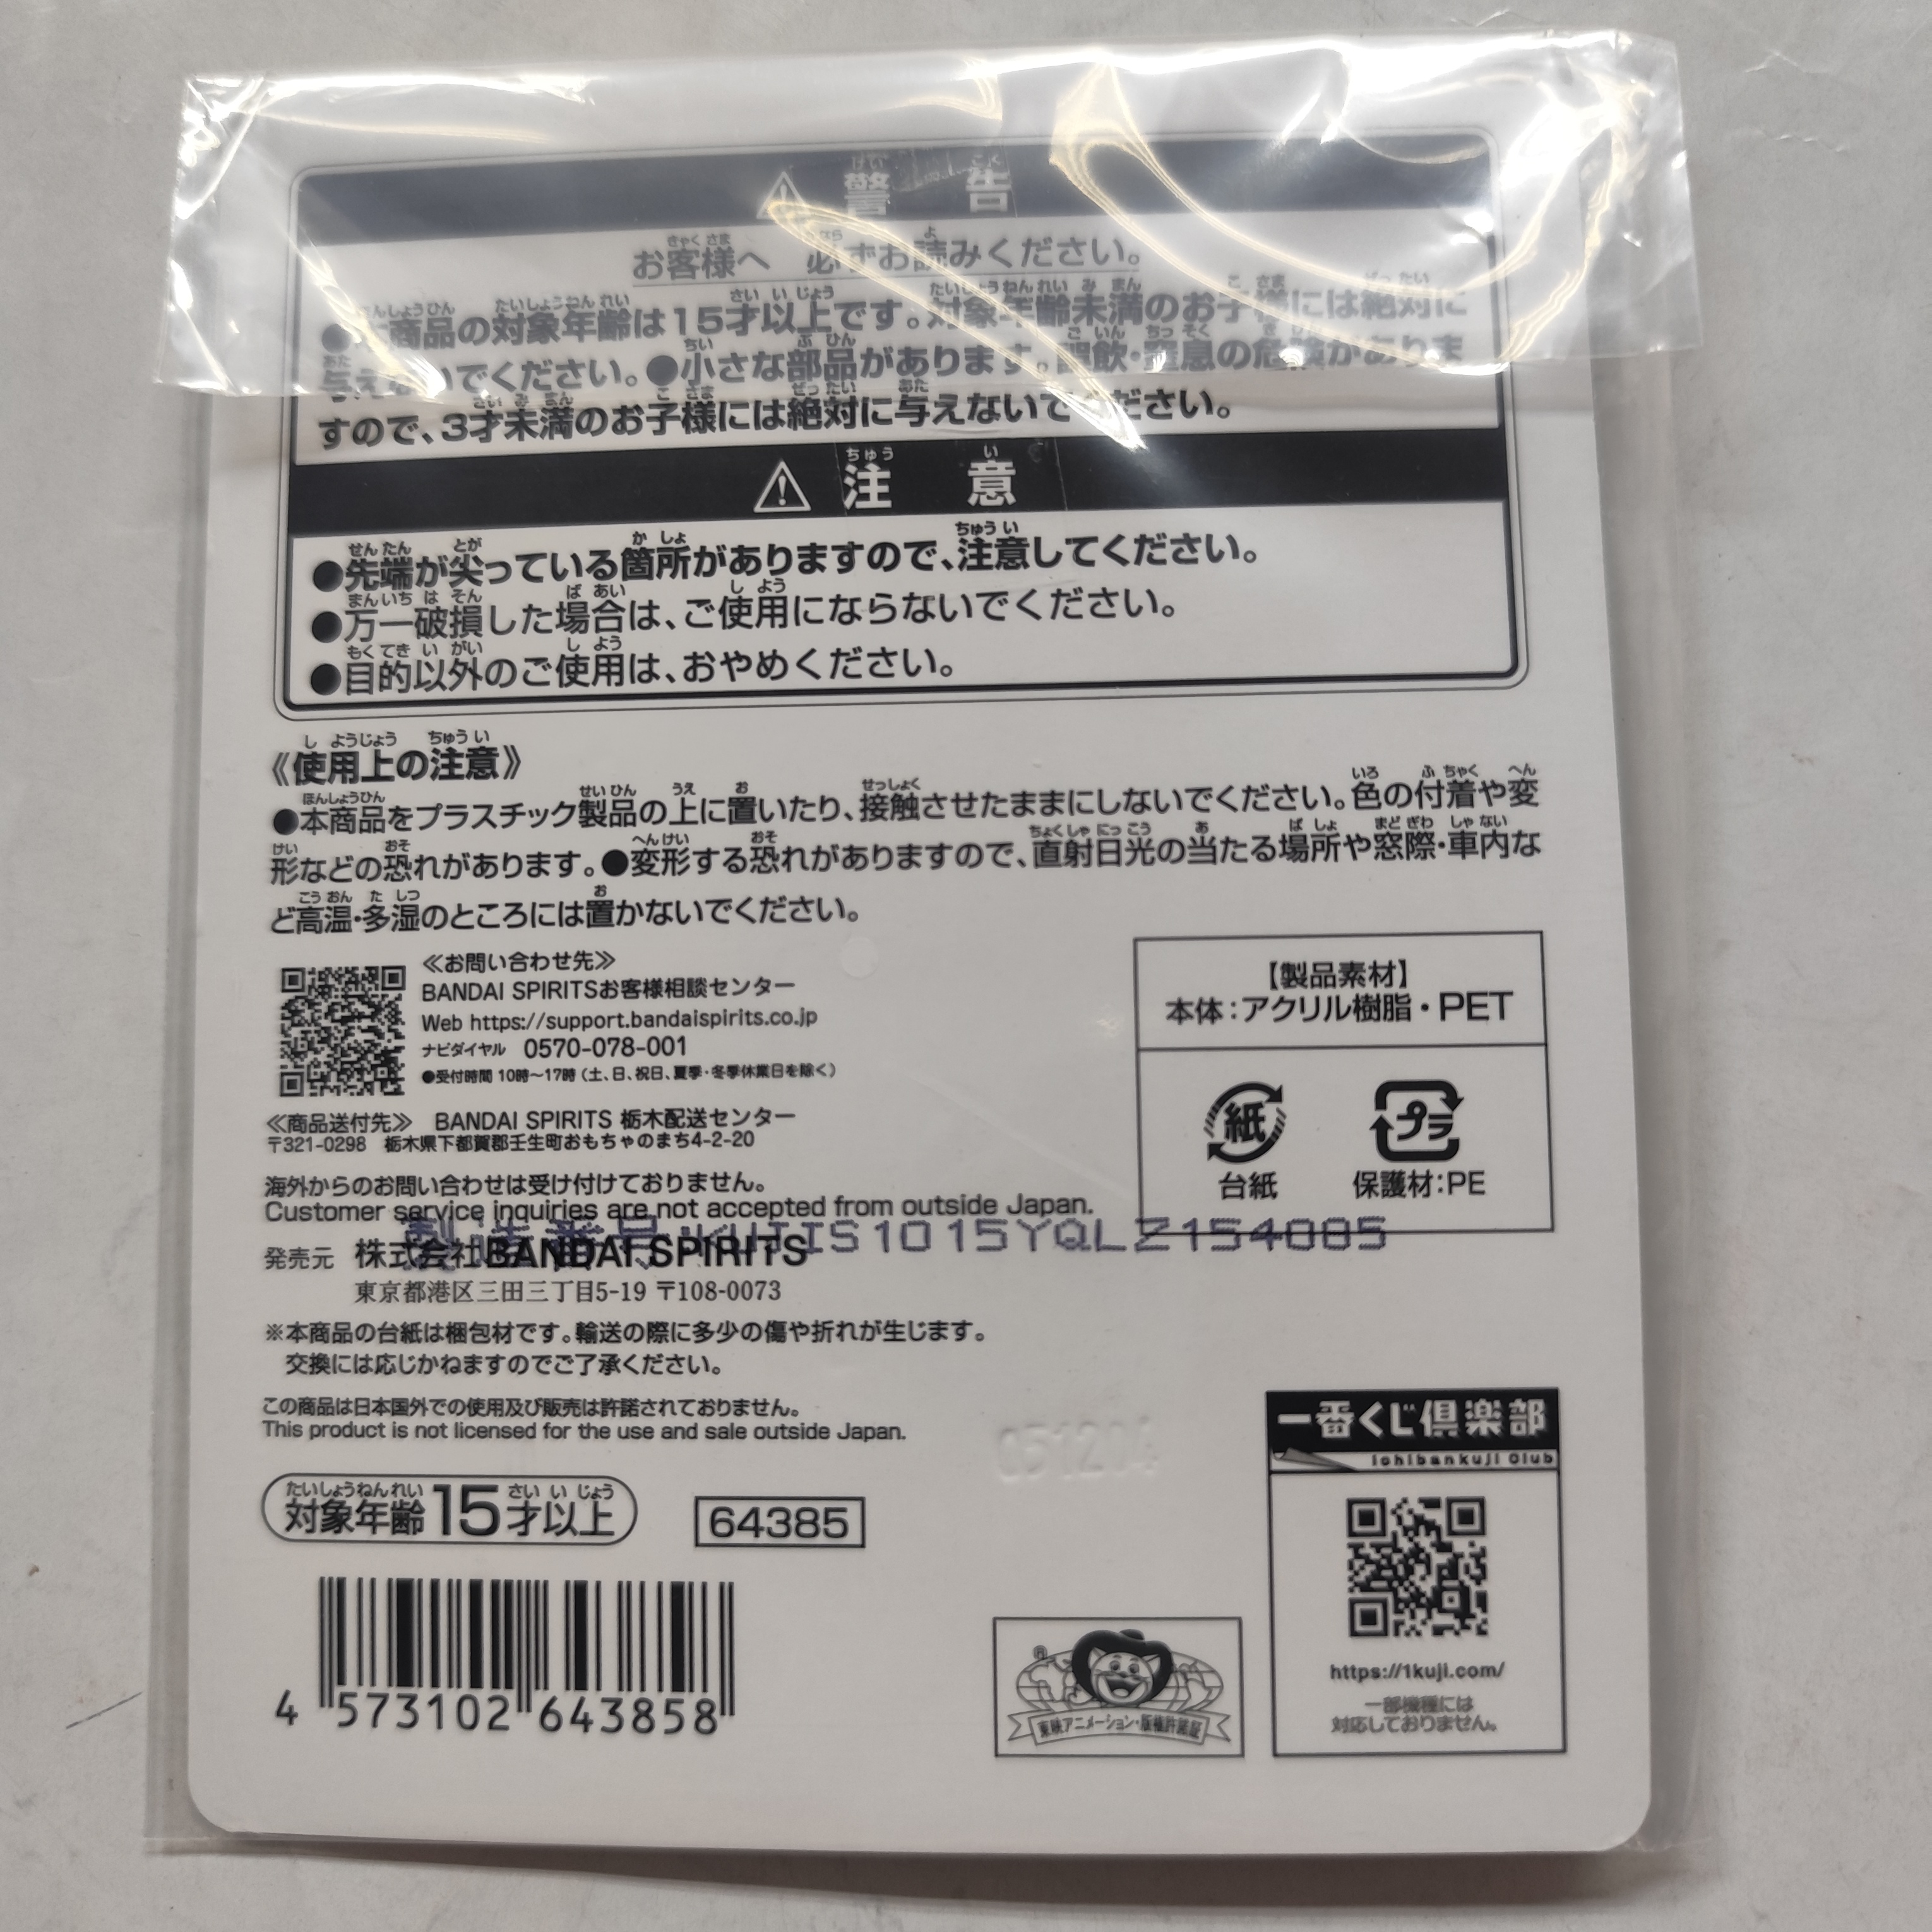 警告
お客様へ 必ずお読みください。
●本商品の対象年齢は15才以上です。対象年齢未満のお子様には絶対に
与えないでください。●小さな部品があります。誤飲・窒息の危険がありま
すので、3才未満のお子様には絶対に与えないでください。
注意
●先端が尖っている箇所がありますので、注意してください。
●万一破損した場合は、ご使用にならないでください。
●目的以外のご使用は、おやめください。
《使用上の注意》
●本商品をプラスチック製品の上に置いたり、接触させたままにしないでください。色の付着や変
形などの恐れがあります。●変形する恐れがありますので、直射日光の当たる場所や窓際・車内な
ど高温・多湿のところには置かないでください。
≪お問い合わせ先≫
BANDAI SPIRITSお客様相談センター
Web https://support.bandaispirits.co.jp
ナビダイヤル 0570-078-001
●受付時間 10時〜17時(土、日、祝日、夏季・冬季休業日を除く)
≪商品送付先≫ BANDAI SPIRITS 栃木配送センター
〒321-0298 栃木県下都賀郡壬生町おもちゃのまち4-2-20
【製品素材】
本体:アクリル樹脂・PET
紙
台紙
プラ
保護材:PE
海外からのお問い合わせは受け付けておりません。
Customer service inquiries are not accepted from outside Japan.
製造番号:KUJIS1015YQLZ154085
発売元 株式会社BANDAI SPIRITS
東京都港区三田三丁目5-19 〒108-0073
※本商品の台紙は梱包材です。輸送の際に多少の傷や折れが生じます。
交換には応じかねますのでご了承ください。
この商品は日本国外での使用及び販売は許諾されておりません。
This product is not licensed for the use and sale outside Japan.
051204
対象年齢15才以上
64385
4 573102 643858
東映アニメーション・版権許諾証
一番くじ倶楽部
Ichibankuji Club
https://1kuji.com/
一部機種には
対応しておりません。